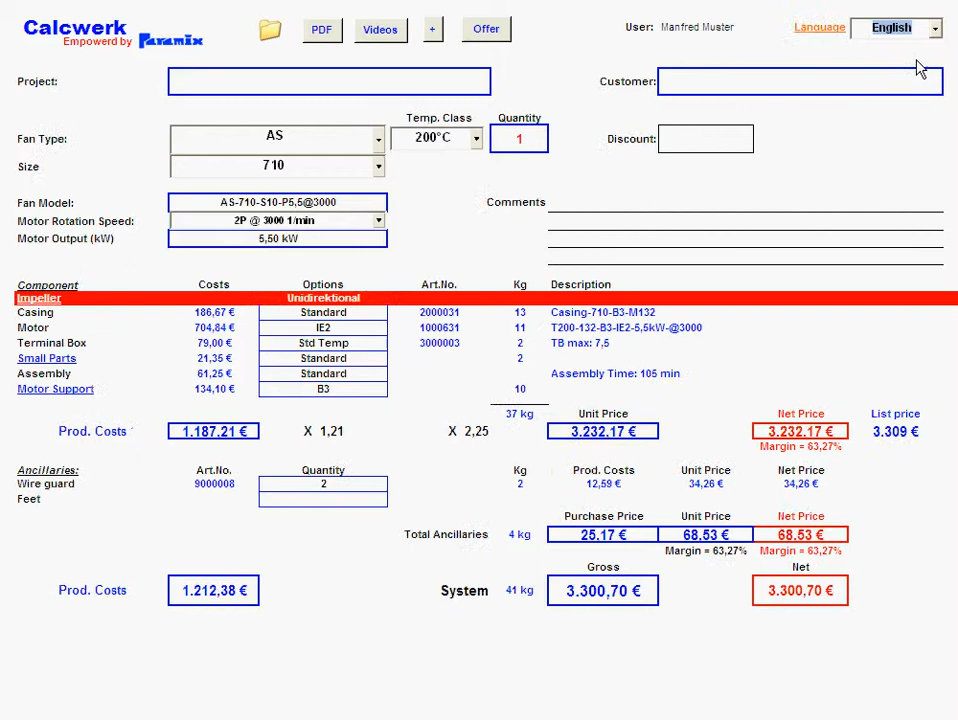 Calcwerk
Empowerd by Paramix
PDF Videos + Offer
User: Manfred Muster
Language English
Project:
Customer:
Temp. Class Quantity
Fan Type: AS 200°C 1 Discount:
Size 710
Fan Model: AS-710-S10-P5,5@3000 Comments
Motor Rotation Speed: 2P @ 3000 1/min
Motor Output (kW) 5,50 kW
Component Costs Options Art.No. Kg Description
Impeller Unidirektional
Casing 186,67 € Standard 2000031 13 Casing-710-B3-M132
Motor 704,84 € IE2 1000631 11 T200-132-B3-IE2-5,5kW-@3000
Terminal Box 79,00 € Std Temp 3000003 2 TB max: 7,5
Small Parts 21,35 € Standard 2
Assembly 61,25 € Standard Assembly Time: 105 min
Motor Support 134,10 € B3 10
37 kg Unit Price Net Price List price
Prod. Costs 1.187,21 € X 1,21 X 2,25 3.232,17 € 3.232,17 € 3.309 €
Margin = 63,27%
Ancillaries: Art.No. Quantity Kg Prod. Costs Unit Price Net Price
Wire guard 9000008 2 2 12,59 € 34,26 € 34,26 €
Feet
Purchase Price Unit Price Net Price
Total Ancillaries 4 kg 25,17 € 68,53 € 68,53 €
Margin = 63,27% Margin = 63,27%
Gross Net
Prod. Costs 1.212,38 € System 41 kg 3.300,70 € 3.300,70 €